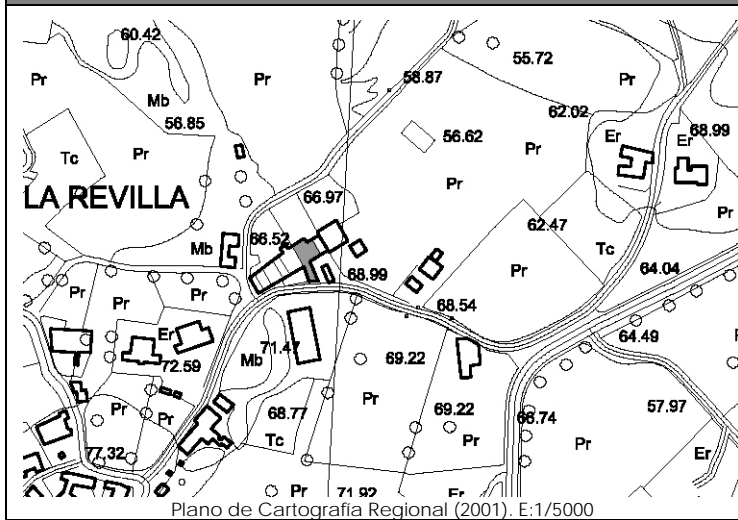 60.42
55.72
Pr
Pr
58.87
Pr
Mb
62.02
56.85
56.62
Er
Er
68.99
Tc
Pr
Pr
Pr
66.97
LA REVILLA
Pr
66.52
62.47
Mb
Tc
68.99
Pr
64.04
Pr
Pr
Pr
68.54
64.49
Er
71.47
72.59
Mb
69.22
Pr
Pr
Pr
68.77
69.22
57.97
Tc
Pr
Pr
Er
77.32
Pr
71.92
Er
Plano de Cartografía Regional (2001). E:1/5000